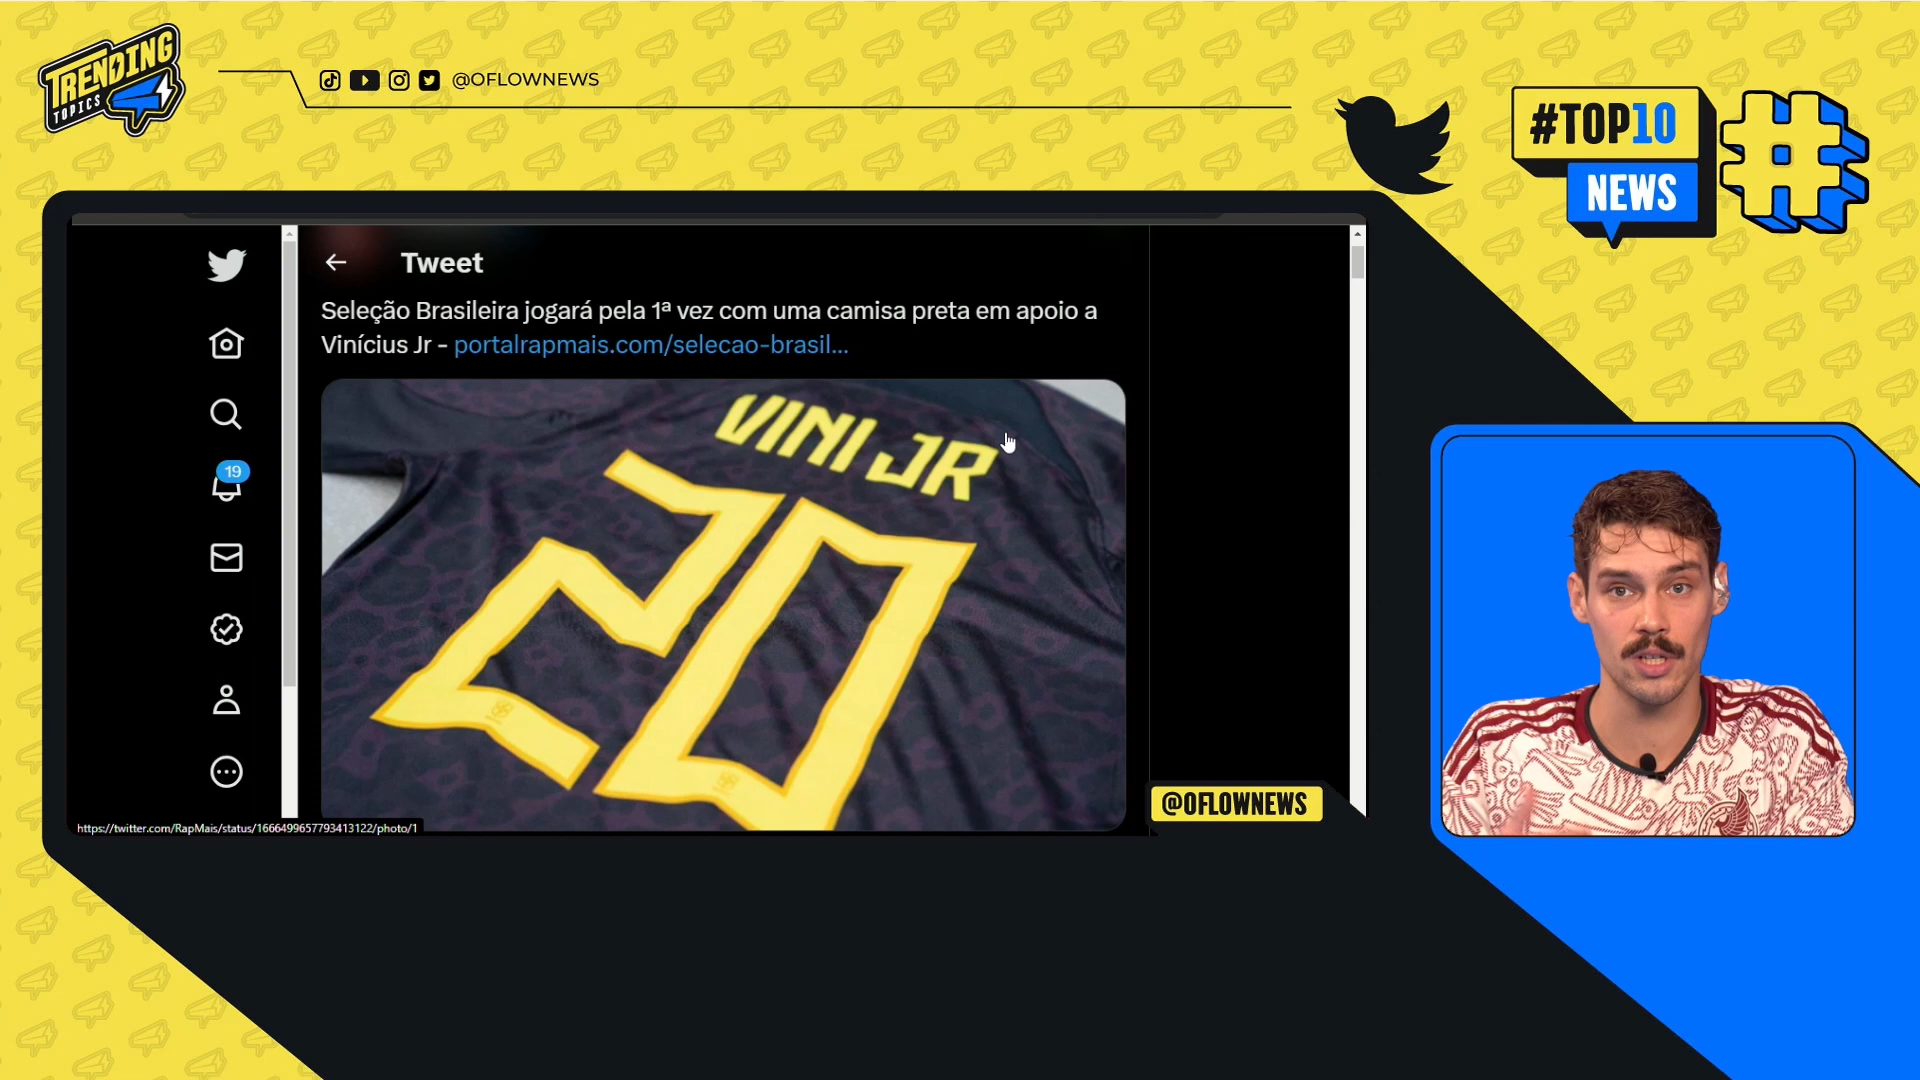 TRENDING
TOPICS
@OFLOWNEWS
#TOP10
NEWS
Tweet
Seleção Brasileira jogará pela 1ª vez com uma camisa preta em apoio a
Vinícius Jr - portalrapmais.com/selecao-brasil...
19
VINI JR
20
@OFLOWNEWS
https://twitter.com/RapMais/status/1666499657793413122/photo/1